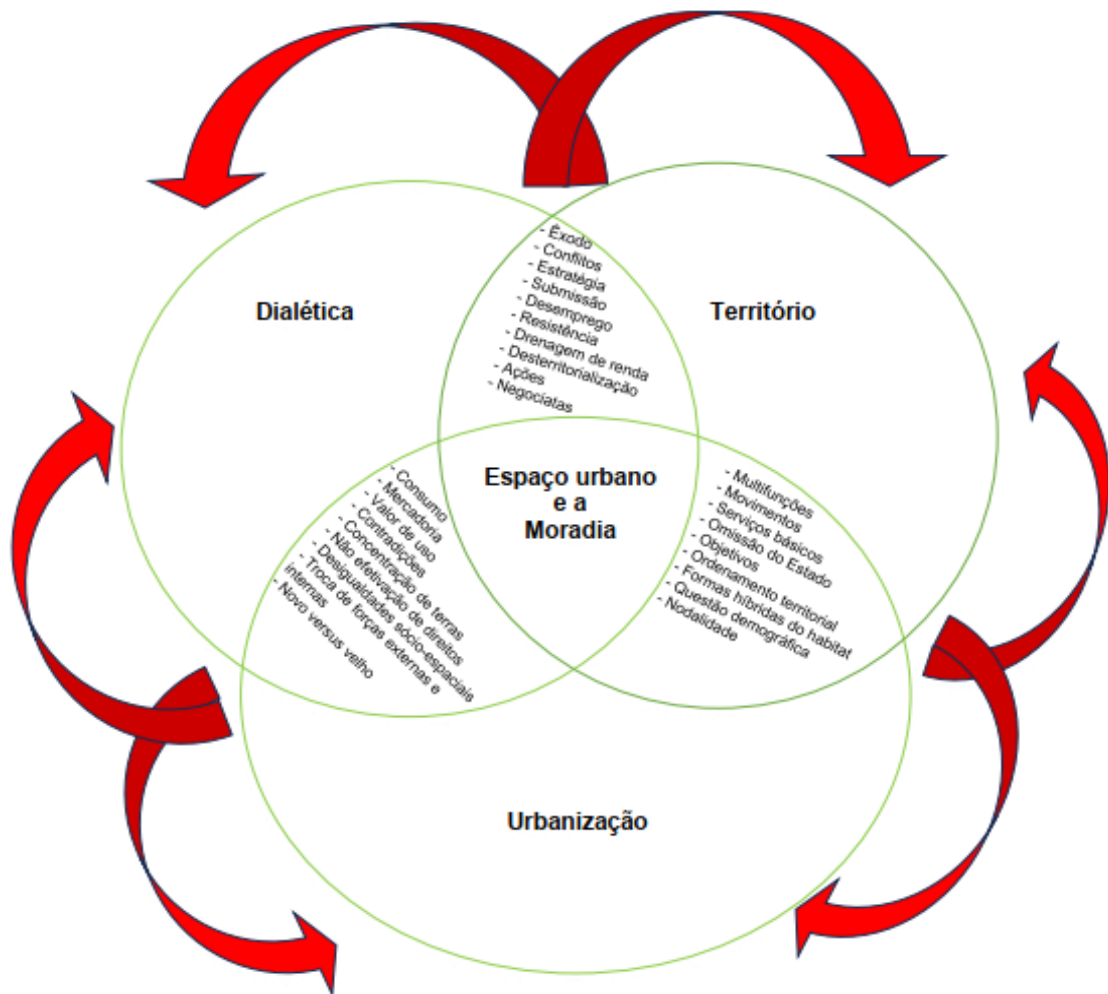 Dialética
Território
- Êxodo
- Conflitos
- Estratégia
- Submissão
- Desemprego
- Resistência
- Drenagem de renda
- Desterritorialização
- Ações
- Negociatas
Espaço urbano
e a
Moradia
- Consumo
- Mercadoria
- Valor de uso
- Contradições
- Concentração de terras
- Não efetivação de direitos
- Desigualdades sócio-espaciais
- Troca de forças externas e
internas
- Novo versus velho
- Multifunções
- Movimentos
- Serviços básicos
- Omissão do Estado
- Objetivos
- Ordenamento territorial
- Formas híbridas do habitat
- Questão demográfica
- Nodalidade
Urbanização